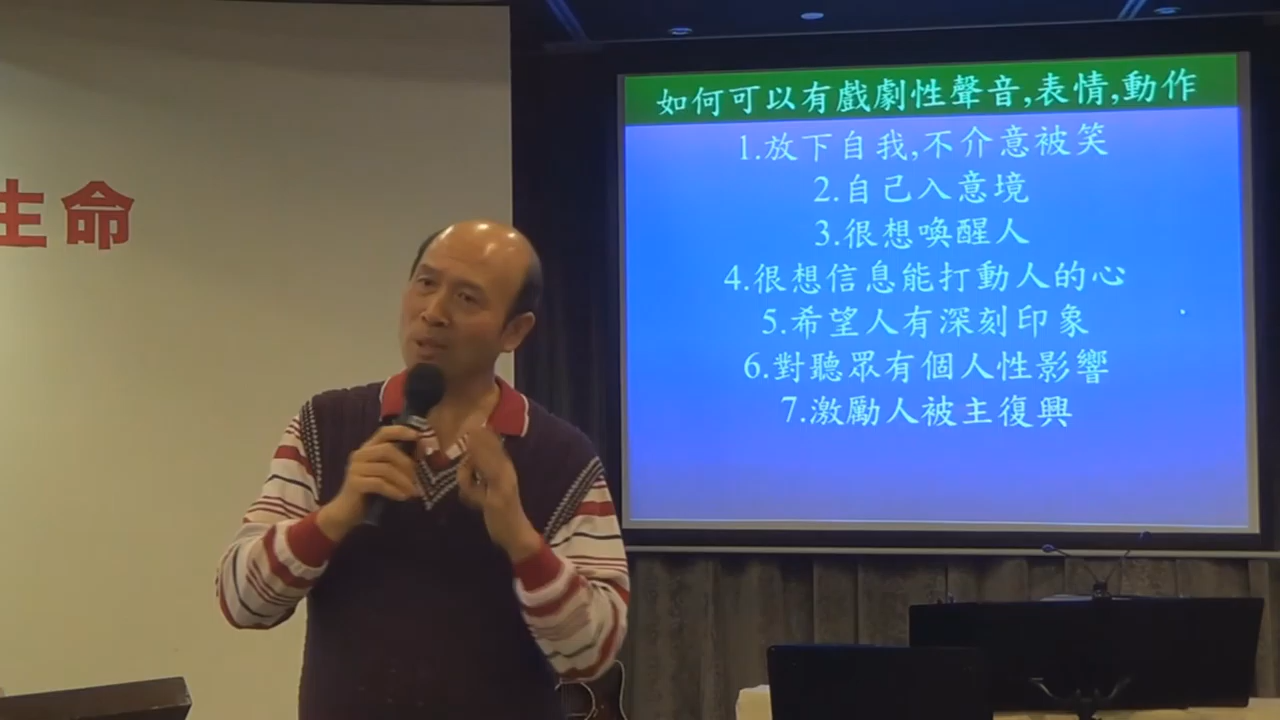 生命
如何可以有戲劇性聲音,表情,動作
1.放下自我,不介意被笑
2.自己入意境
3.很想喚醒人
4.很想信息能打動人的心
5.希望人有深刻印象
6.對聽眾有個人性影響
7.激勵人被主復興